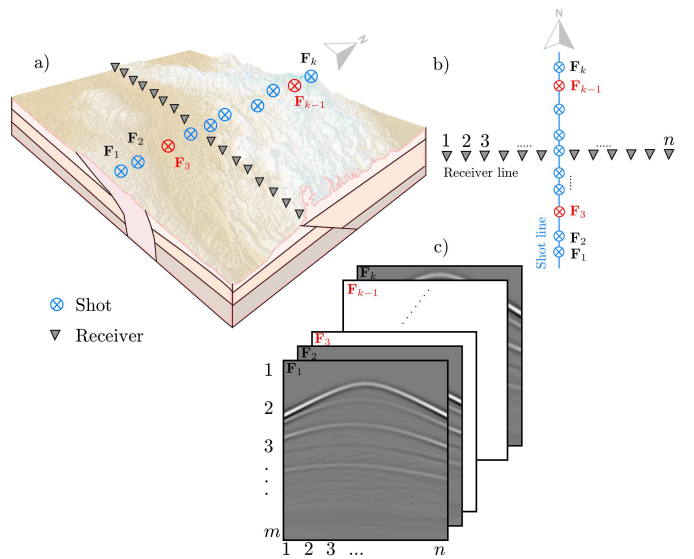 a)
N
F_k
F_{k−1}
F_2
F_1
F_3
Shot
Receiver
b)
N
F_k
F_{k−1}
1 2 3 ..... ..... n
Receiver line
.....
F_3
F_2
F_1
Shot line
c)
F_k
F_{k−1}
. . . . . . .
F_3
F_2
F_1
1
2
3
.
.
.
m
1 2 3 ... n